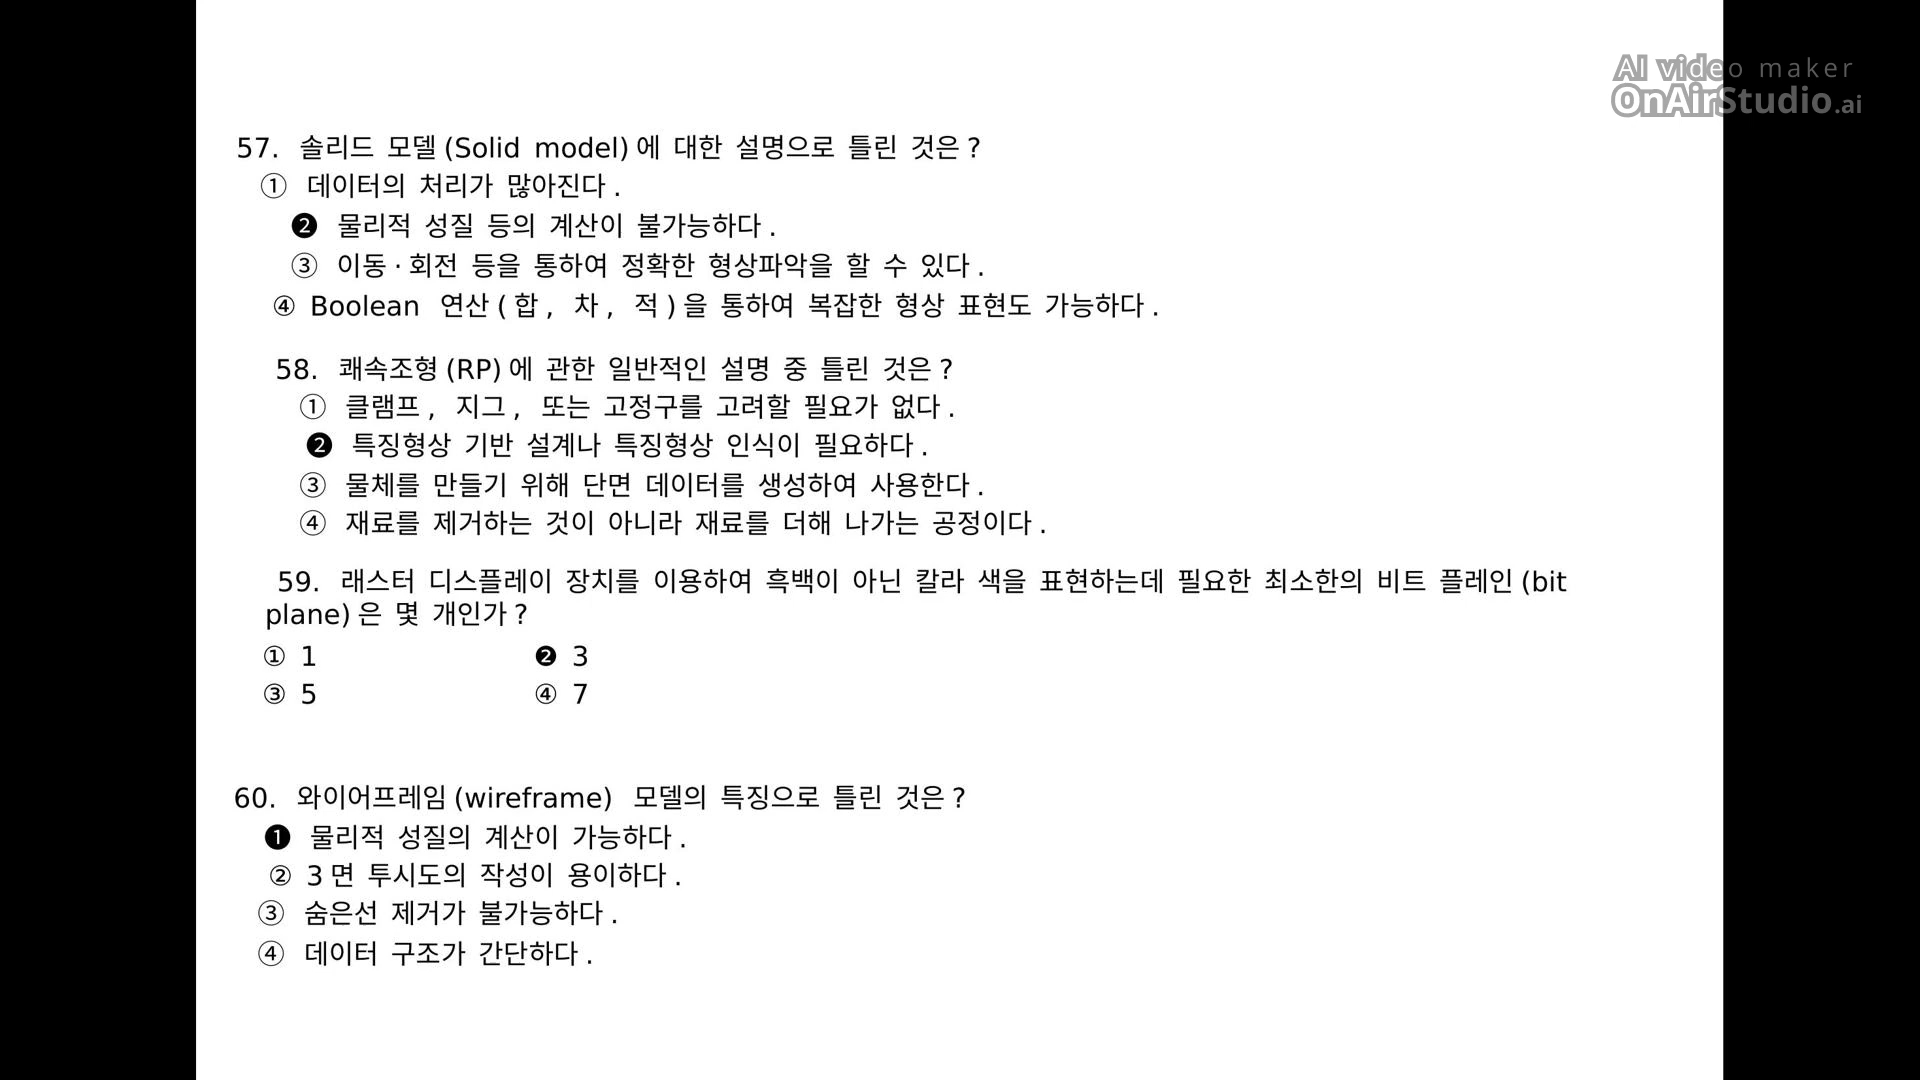 AI video maker
OnAirStudio.ai
57. 솔리드 모델(Solid model)에 대한 설명으로 틀린 것은?
① 데이터의 처리가 많아진다.
❷ 물리적 성질 등의 계산이 불가능하다.
③ 이동·회전 등을 통하여 정확한 형상파악을 할 수 있다.
④ Boolean 연산(합, 차, 적)을 통하여 복잡한 형상 표현도 가능하다.
58. 쾌속조형(RP)에 관한 일반적인 설명 중 틀린 것은?
① 클램프, 지그, 또는 고정구를 고려할 필요가 없다.
❷ 특징형상 기반 설계나 특징형상 인식이 필요하다.
③ 물체를 만들기 위해 단면 데이터를 생성하여 사용한다.
④ 재료를 제거하는 것이 아니라 재료를 더해 나가는 공정이다.
59. 래스터 디스플레이 장치를 이용하여 흑백이 아닌 칼라 색을 표현하는데 필요한 최소한의 비트 플레인(bit
plane)은 몇 개인가?
① 1 ❷ 3
③ 5 ④ 7
60. 와이어프레임(wireframe) 모델의 특징으로 틀린 것은?
❶ 물리적 성질의 계산이 가능하다.
② 3면 투시도의 작성이 용이하다.
③ 숨은선 제거가 불가능하다.
④ 데이터 구조가 간단하다.